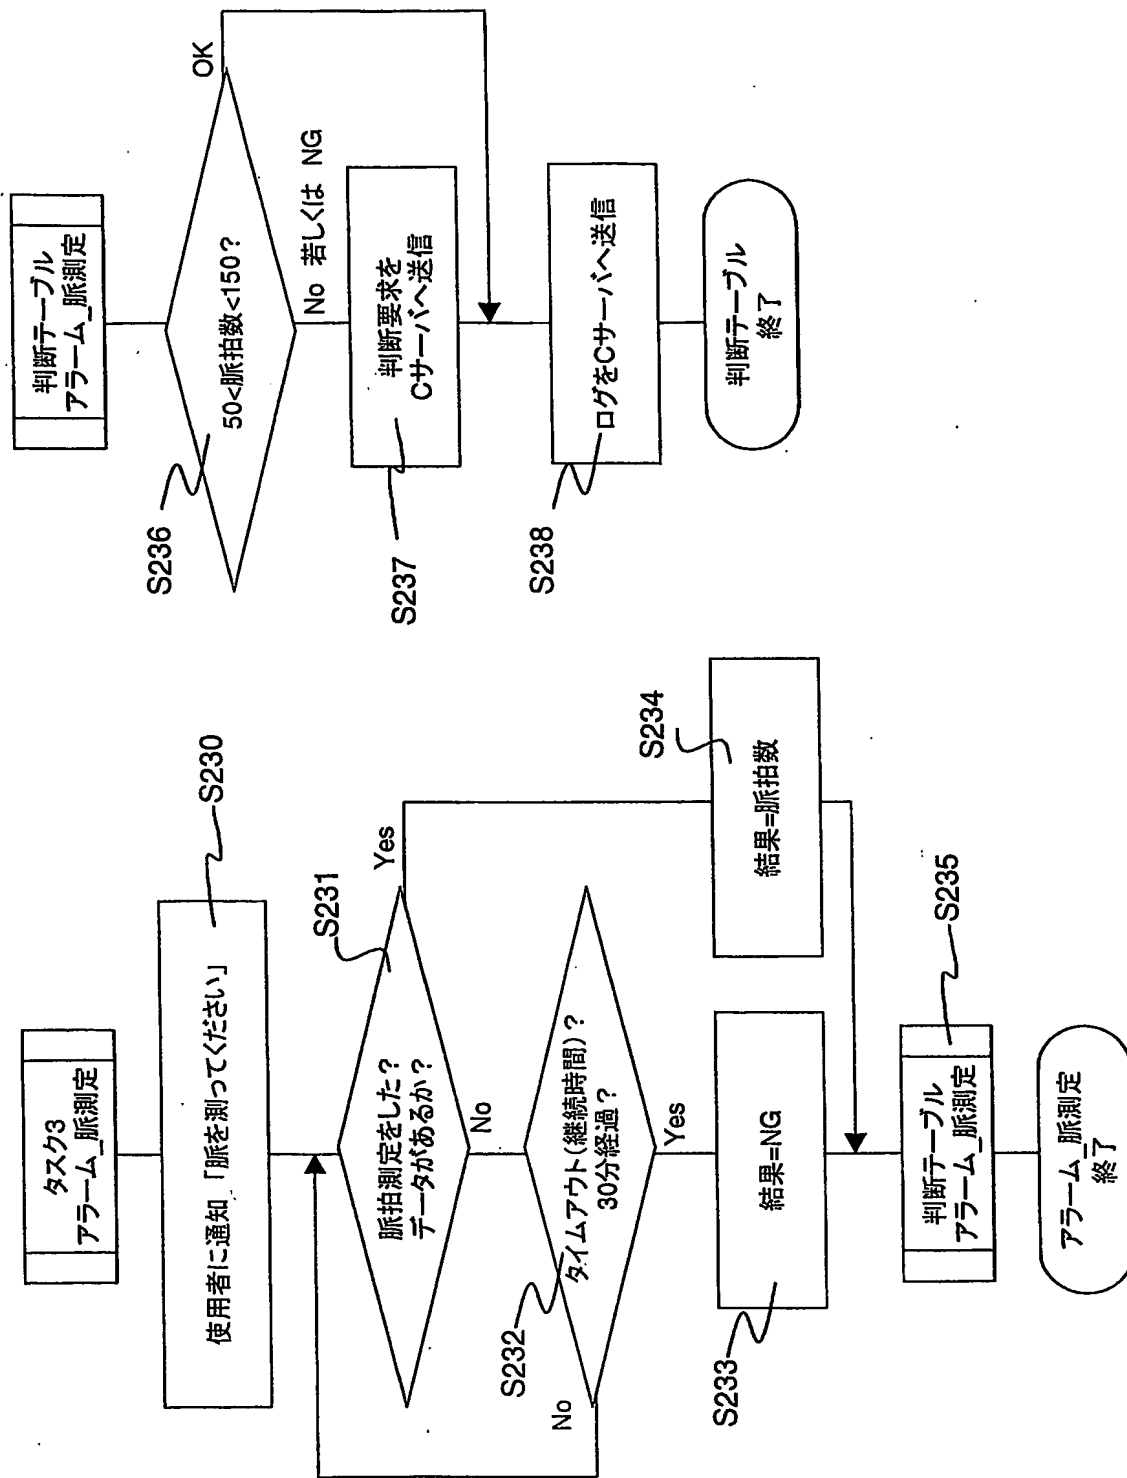 タスク3
アラーム_脈測定
使用者に通知「脈を測ってください」
S230
脈拍測定をした?
データがあるか?
S231
Yes
No
タイムアウト(継続時間)?
30分経過?
S232
No
Yes
結果=NG
S233
結果=脈拍数
S234
判断テーブル
アラーム_脈測定
S235
アラーム_脈測定
終了
判断テーブル
アラーム_脈測定
50<脈拍数<150?
S236
OK
No 若しくは NG
判断要求を
Cサーバへ送信
S237
ログをCサーバへ送信
S238
判断テーブル
終了